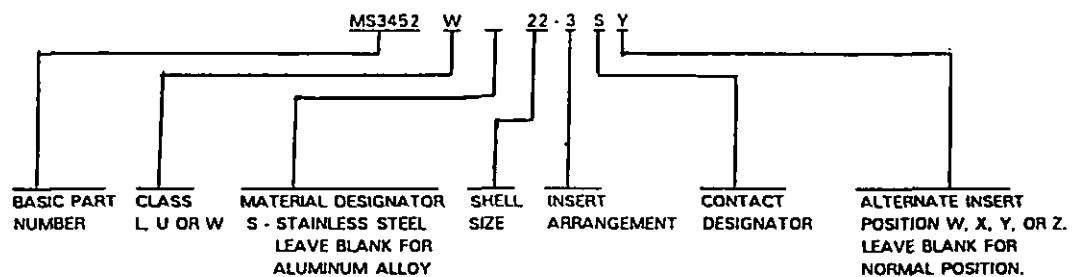 MS3452 W 22 - 3 S Y
BASIC PART
NUMBER
CLASS
L, U OR W
MATERIAL DESIGNATOR
S - STAINLESS STEEL
LEAVE BLANK FOR
ALUMINUM ALLOY
SHELL
SIZE
INSERT
ARRANGEMENT
CONTACT
DESIGNATOR
ALTERNATE INSERT
POSITION W, X, Y, OR Z.
LEAVE BLANK FOR
NORMAL POSITION.